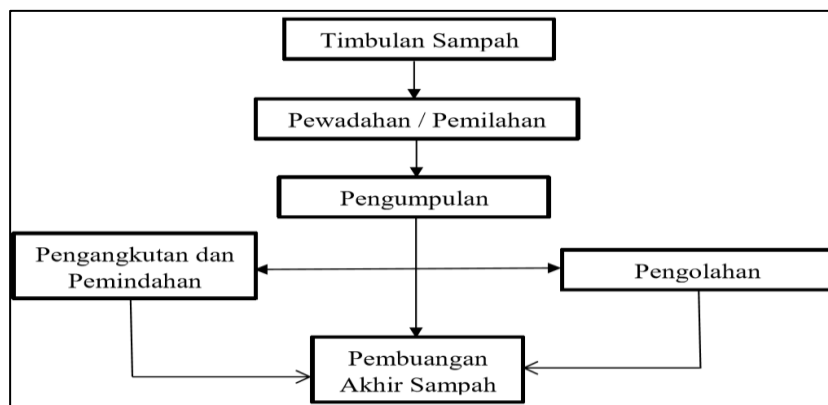 Timbulan Sampah
Pewadahan / Pemilahan
Pengumpulan
Pengangkutan dan
Pemindahan
Pengolahan
Pembuangan
Akhir Sampah